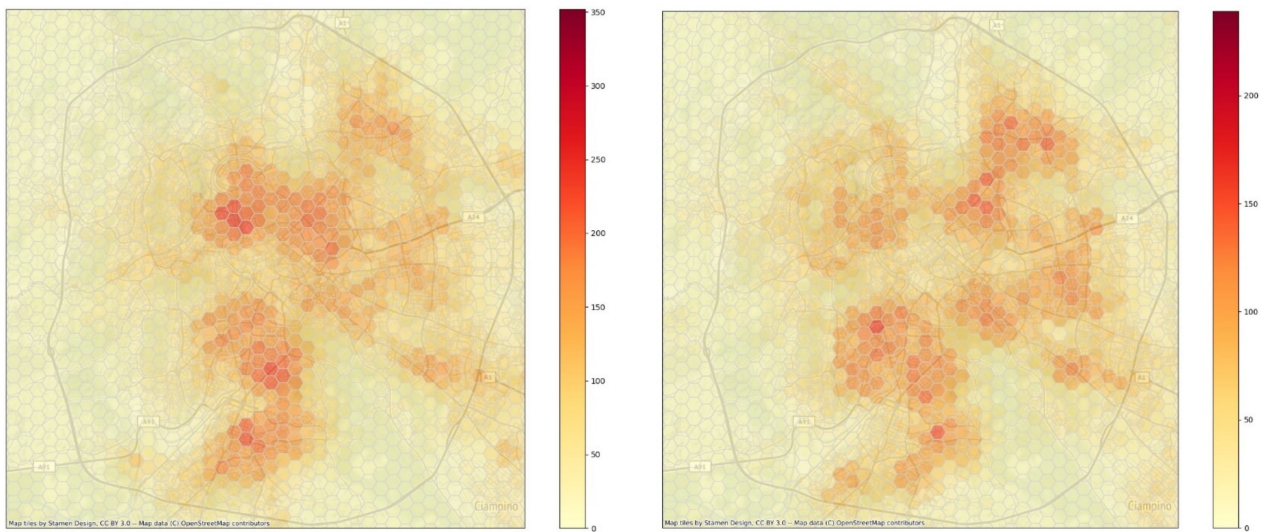 A1
A24
A1
A91
A91
Ciampino
Map tiles by Stamen Design, CC BY 3.0 -- Map data (C) OpenStreetMap contributors
350
300
250
200
150
100
50
0
A1
A24
A1
A91
A91
Ciampino
Map tiles by Stamen Design, CC BY 3.0 -- Map data (C) OpenStreetMap contributors
200
150
100
50
0